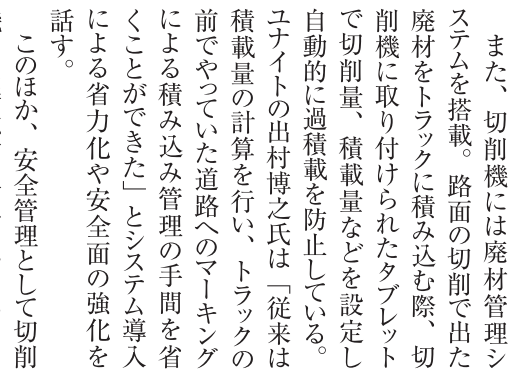 また、切削機には廃材管理シ
ステムを搭載。路面の切削で出た
廃材をトラックに積み込む際、切
削機に取り付けられたタブレット
で切削量、積載量などを設定し
自動的に過積載を防止している。
ユナイトの出村博之氏は「従来は
積載量の計算を行い、トラックの
前でやっていた道路へのマーキング
による積み込み管理の手間を省
くことができた」とシステム導入
による省力化や安全面の強化を
話す。
このほか、安全管理として切削